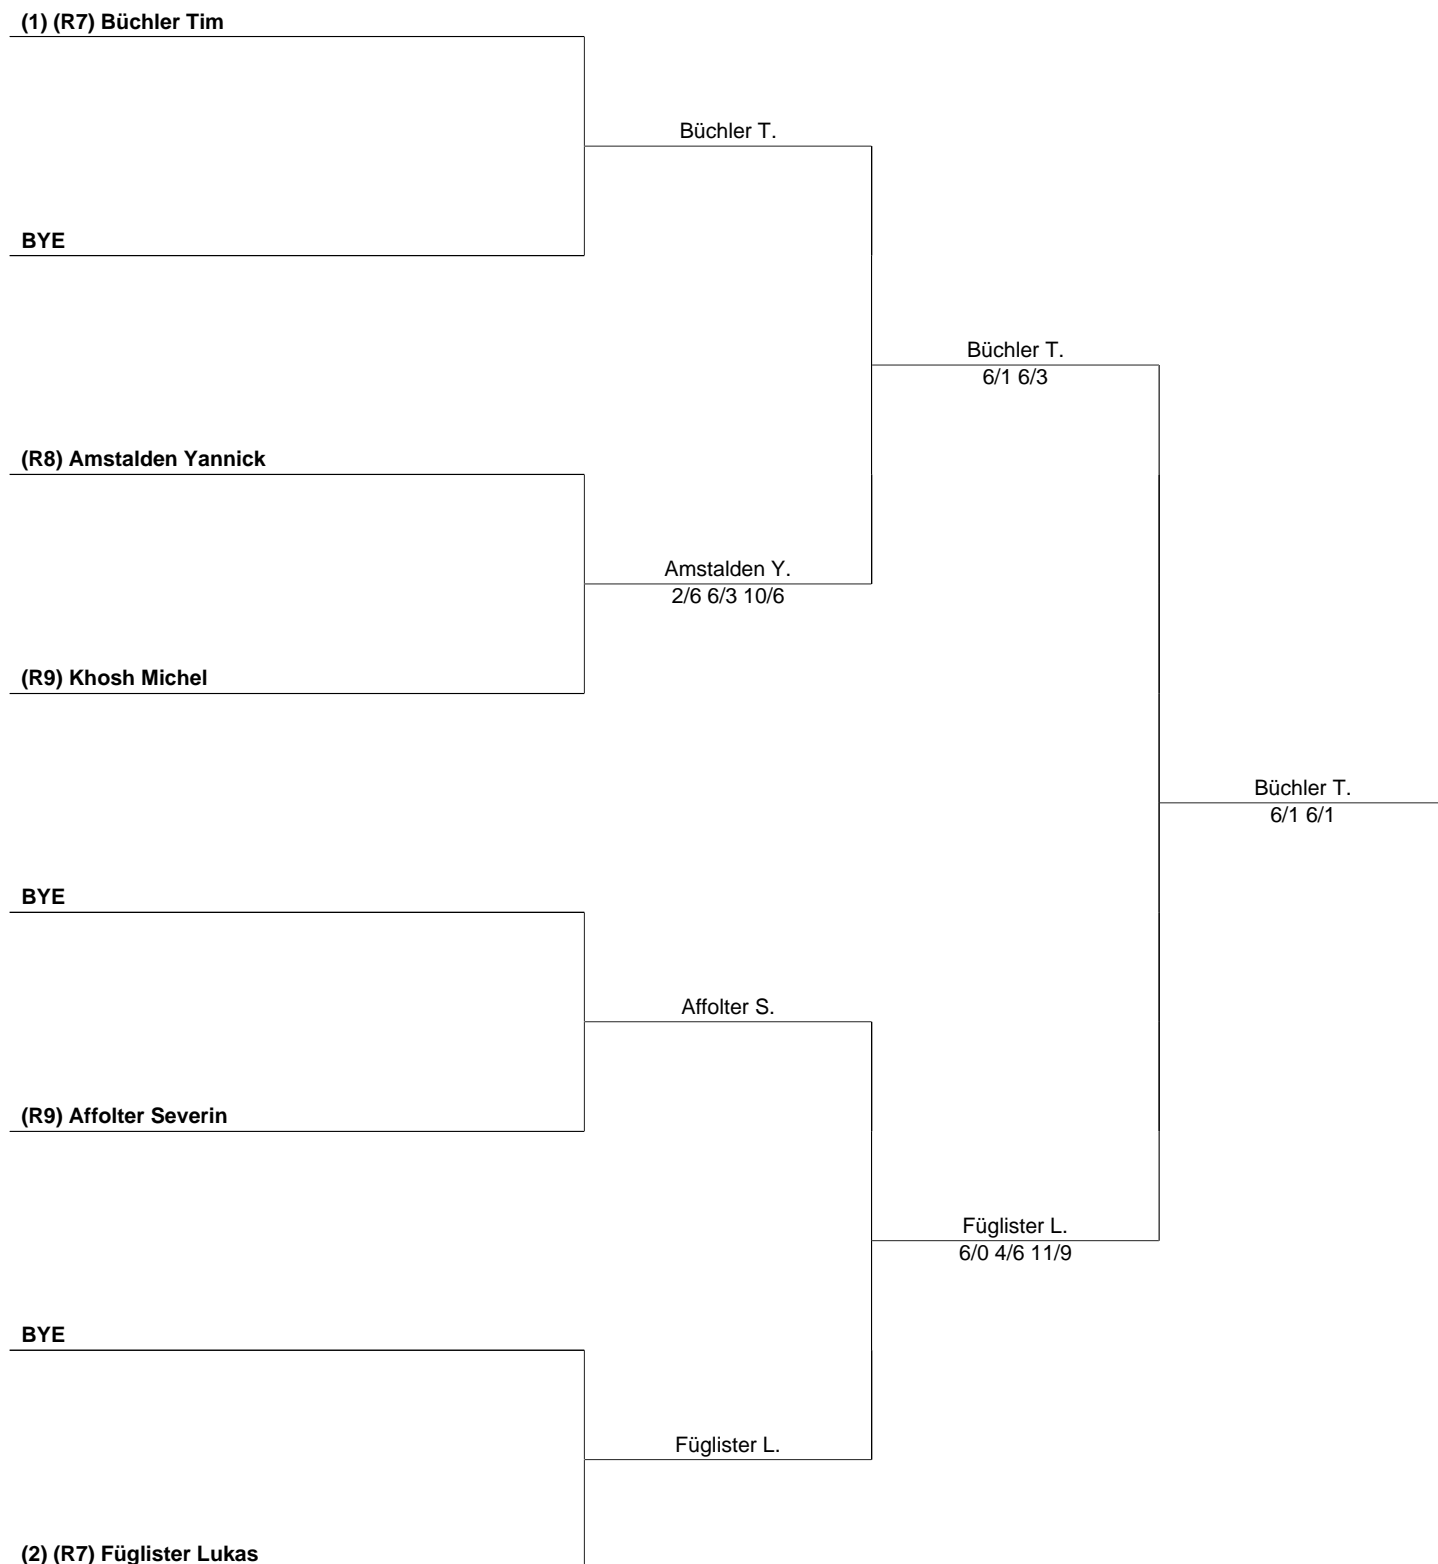 (1) (R7) Büchler Tim
Büchler T.
BYE
Büchler T.
6/1 6/3
(R8) Amstalden Yannick
Amstalden Y.
2/6 6/3 10/6
(R9) Khosh Michel
Büchler T.
6/1 6/1
BYE
Affolter S.
(R9) Affolter Severin
Füglister L.
6/0 4/6 11/9
BYE
Füglister L.
(2) (R7) Füglister Lukas